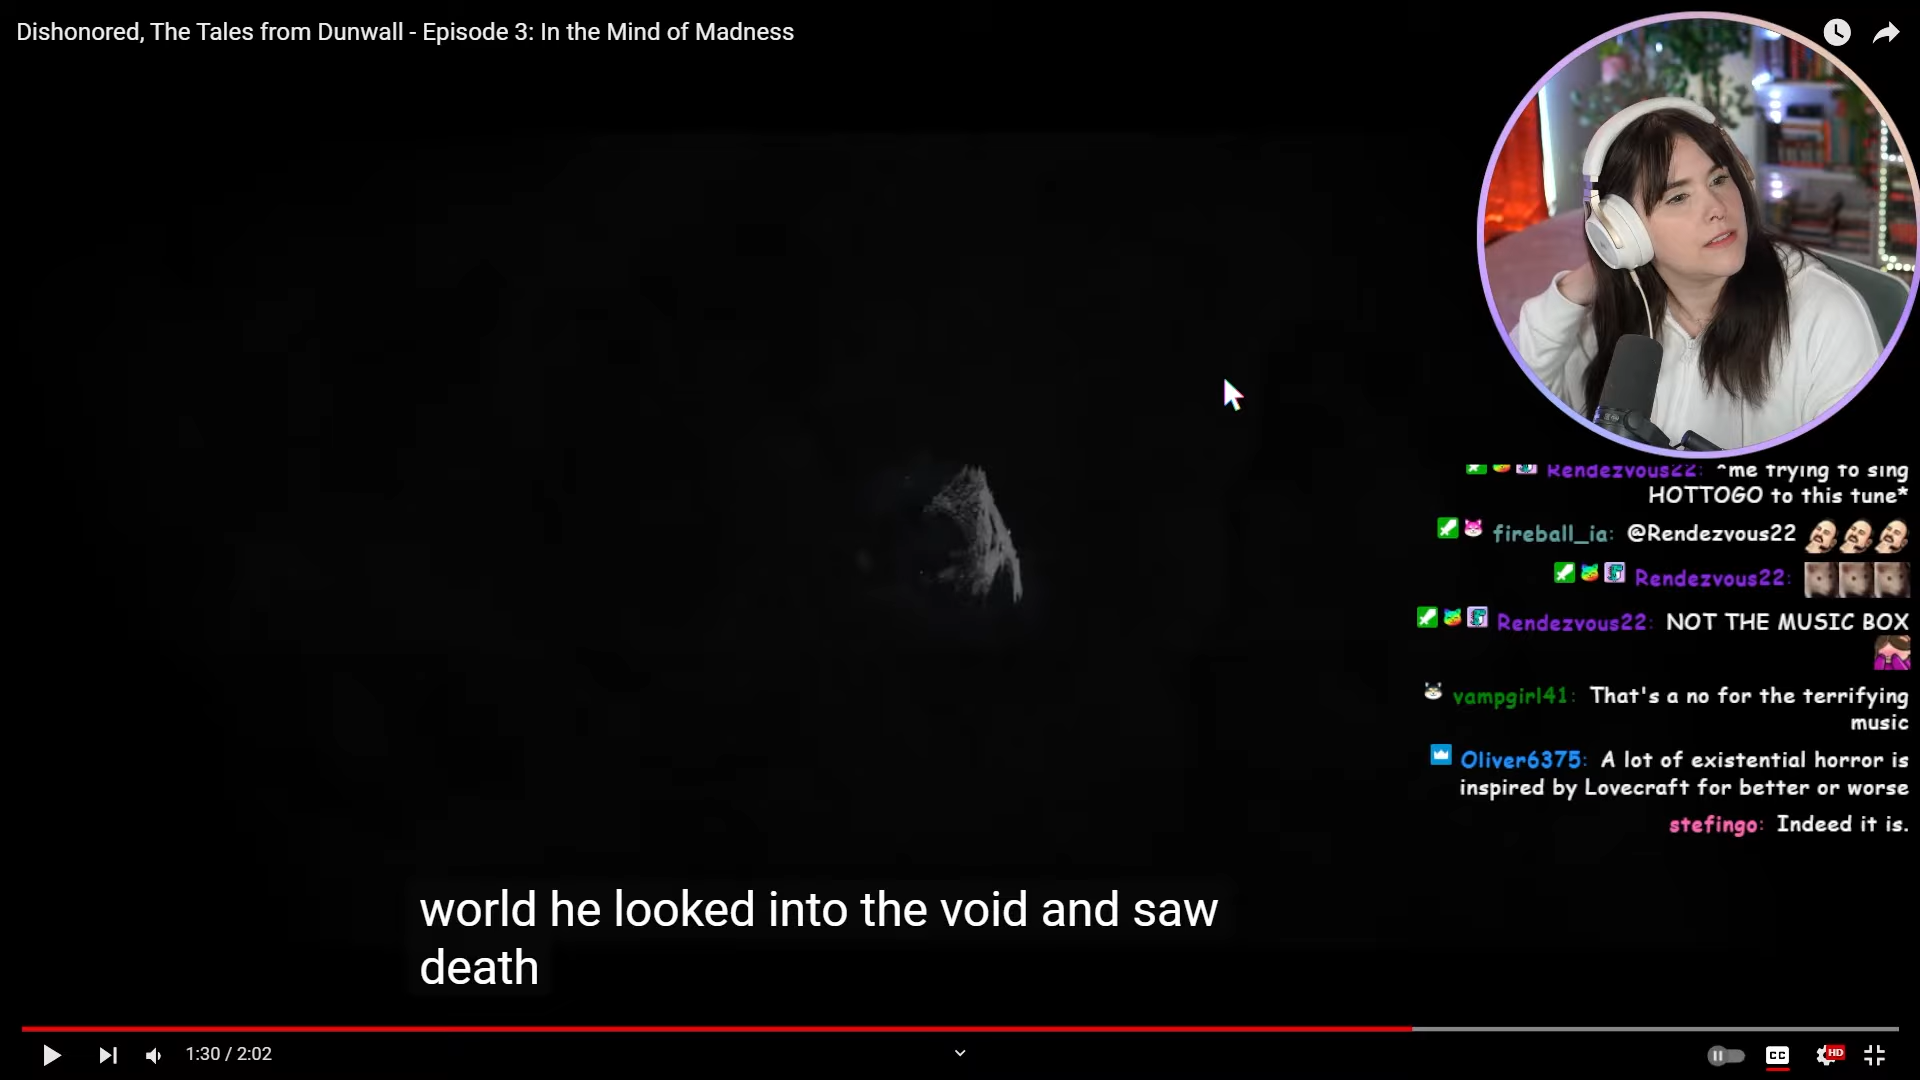 Dishonored, The Tales from Dunwall - Episode 3: In the Mind of Madness
Rendezvous22: *me trying to sing
HOTTOGO to this tune*
fireball_ia: @Rendezvous22
Rendezvous22:
Rendezvous22: NOT THE MUSIC BOX
vampgirl41: That's a no for the terrifying
music
Oliver6375: A lot of existential horror is
inspired by Lovecraft for better or worse
stefingo: Indeed it is.
world he looked into the void and saw
death
1:30 / 2:02
CC
HD